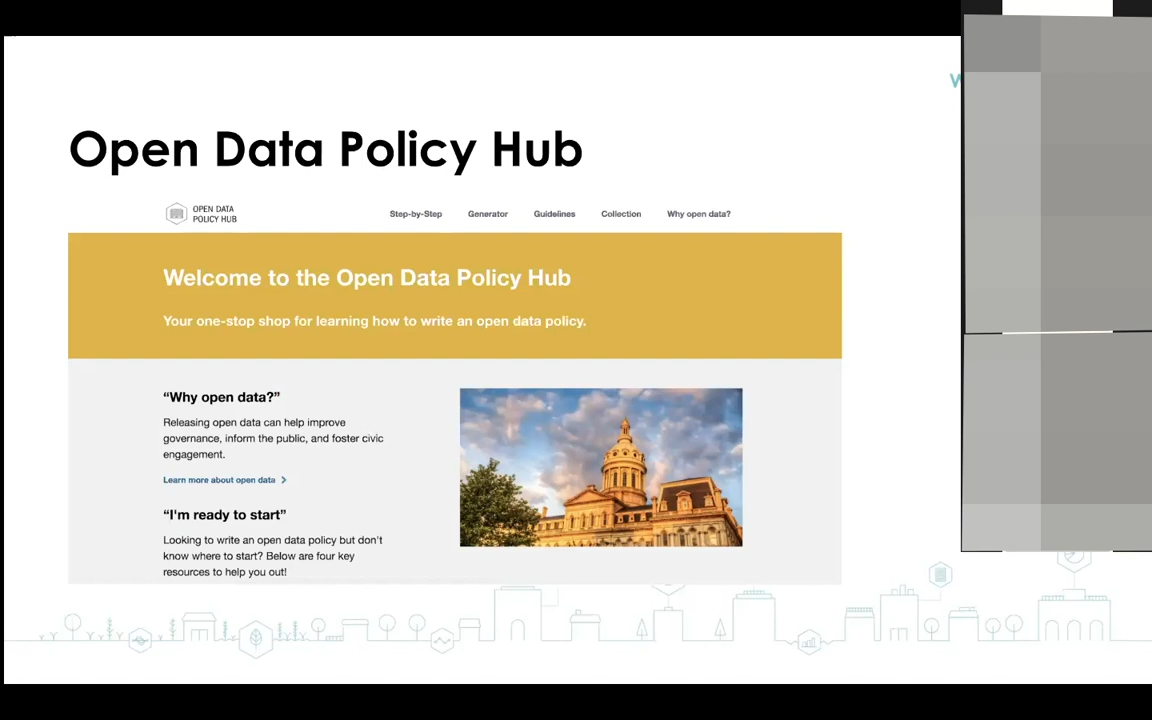 Open Data Policy Hub
OPEN DATA
POLICY HUB
Step-by-Step Generator Guidelines Collection Why open data?
Welcome to the Open Data Policy Hub
Your one-stop shop for learning how to write an open data policy.
“Why open data?”
Releasing open data can help improve
governance, inform the public, and foster civic
engagement.
Learn more about open data
“I'm ready to start”
Looking to write an open data policy but don't
know where to start? Below are four key
resources to help you out!